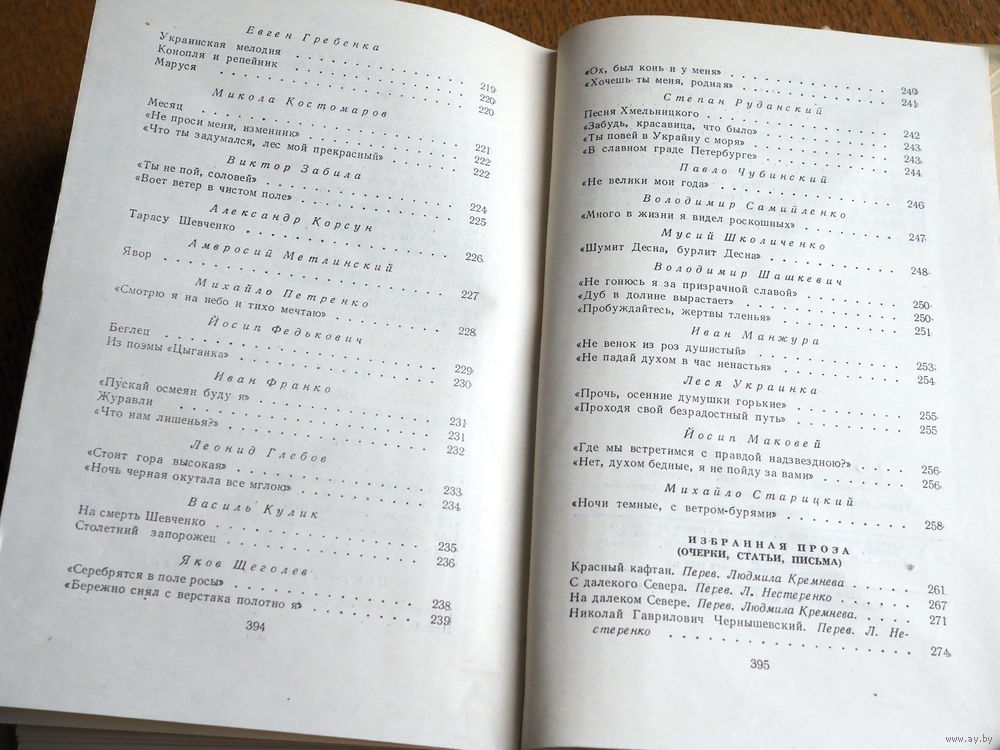 Евген Гребенка
Украинская мелодия . . . . . . . . . . 219
Конопля и репейник . . . . . . . . . . 220
Маруся . . . . . . . . . . 220
Микола Костомаров
Месяц . . . . . . . . . . 221
«Не проси меня, изменник» . . . . . . . . . . 222
«Что ты задумался, лес мой прекрасный» . . . . . . 222
Виктор Забила
«Ты не пой, соловей» . . . . . . . . . . 224
«Воет ветер в чистом поле» . . . . . . . . . . 225
Александр Корсун
Тарасу Шевченко . . . . . . . . . . 226
Амвросий Метлинский
Явор . . . . . . . . . . 227
Михайло Петренко
«Смотрю я на небо и тихо мечтаю» . . . . . . . . 228
Йосип Федькович
Беглец . . . . . . . . . . 229
Из поэмы «Цыганка» . . . . . . . . . . 230
Иван Франко
«Пускай осмеян буду я» . . . . . . . . . . 231
Журавли . . . . . . . . . . 231
«Что нам лишенья?» . . . . . . . . . . 232
Леонид Глебов
«Стоит гора высокая» . . . . . . . . . . 233
«Ночь черная окутала все мглою» . . . . . . . . 234
Василь Кулик
На смерть Шевченко . . . . . . . . . . 235
Столетний запорожец . . . . . . . . . . 236
Яков Щеголев
«Серебрятся в поле росы» . . . . . . . . . . 238
«Бережно снял с верстака полотно я» . . . . . . . 239
394
«Ох, был конь и у меня» . . . . . . . . . . 240
«Хочешь ты меня, родная» . . . . . . . . . . 241
Степан Руданский
Песня Хмельницкого . . . . . . . . . . 242
«Забудь, красавица, что было» . . . . . . . . . . 243
«Ты повей в Украйну с моря» . . . . . . . . . . 243
«В славном граде Петербурге» . . . . . . . . . . 244
Павло Чубинский
«Не велики мои года» . . . . . . . . . . 246
Володимир Самийленко
«Много в жизни я видел роскошных» . . . . . . . 247
Мусий Школиченко
«Шумит Десна, бурлит Десна» . . . . . . . . . . 248
Володимир Шашкевич
«Не гонюсь я за призрачной славой» . . . . . . . 250
«Дуб в долине вырастает» . . . . . . . . . . 250
«Пробуждайтесь, жертвы тленья» . . . . . . . . . 251
Иван Манжура
«Не венок из роз душистый» . . . . . . . . . . 253
«Не падай духом в час ненастья» . . . . . . . . . 254
Леся Украинка
«Прочь, осенние думушки горькие» . . . . . . . . 255
«Проходя свой безрадостный путь» . . . . . . . . 255
Йосип Маковей
«Где мы встретимся с правдой надзвездною?» . . . . 256
«Нет, духом бедные, я не пойду за вами» . . . . . . 256
Михайло Старицкий
«Ночи темные, с ветром-бурями» . . . . . . . . . 258
ИЗБРАННАЯ ПРОЗА
(ОЧЕРКИ, СТАТЬИ, ПИСЬМА)
Красный кафтан. Перев. Людмила Кремнева . . . . 261
С далекого Севера. Перев. Л. Нестеренко . . . . . 267
На далеком Севере. Перев. Людмила Кремнева. . . . 271
Николай Гаврилович Чернышевский. Перев. Л. Не-
стеренко . . . . . . . . . . 274
395
www.ay.by